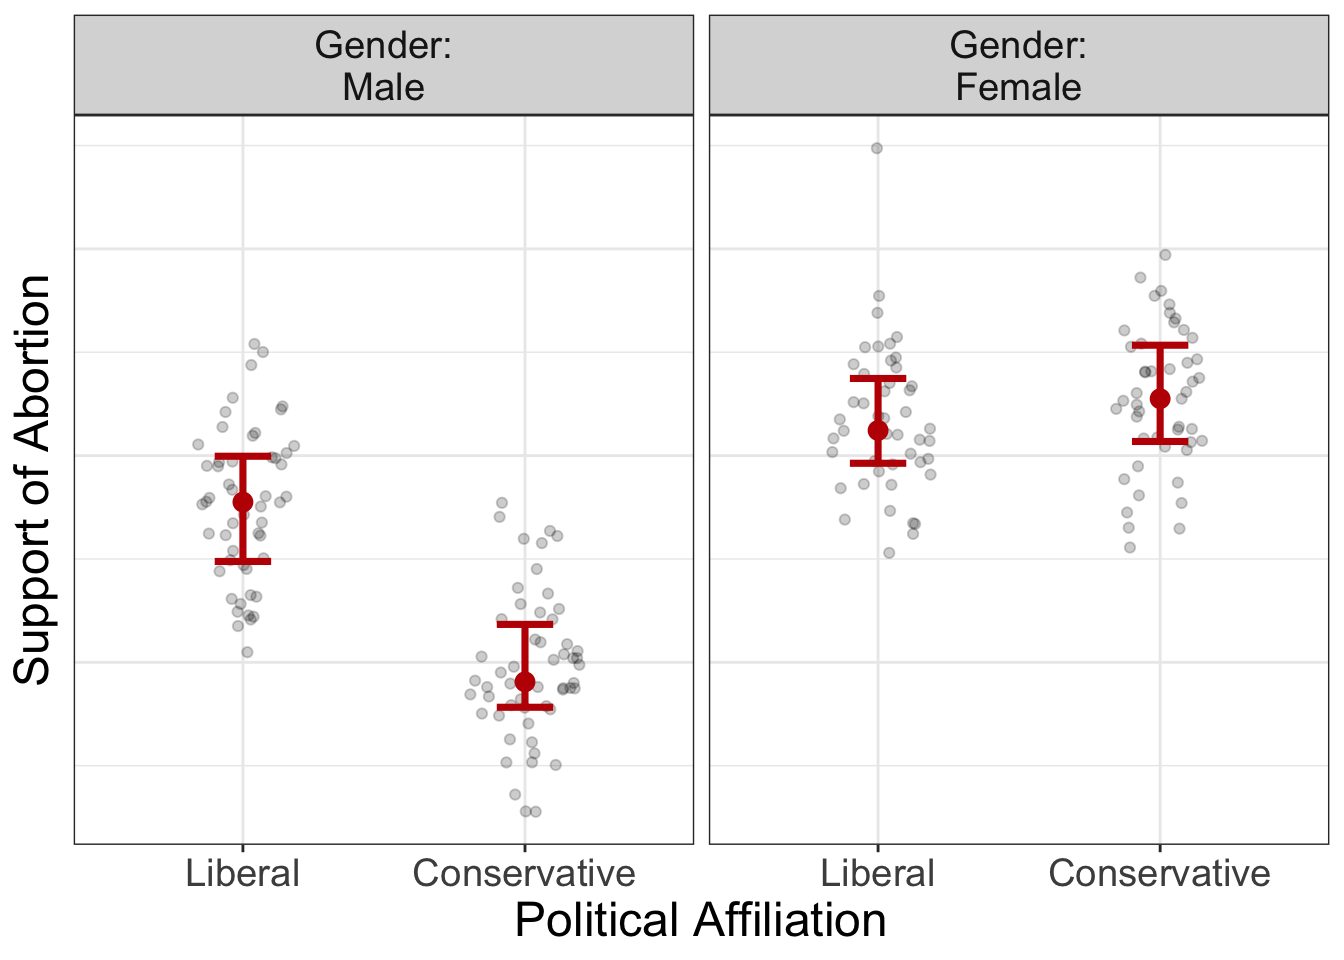 Gender:
Male
Gender:
Female
Support of Abortion
Liberal
Conservative
Liberal
Conservative
Political Affiliation